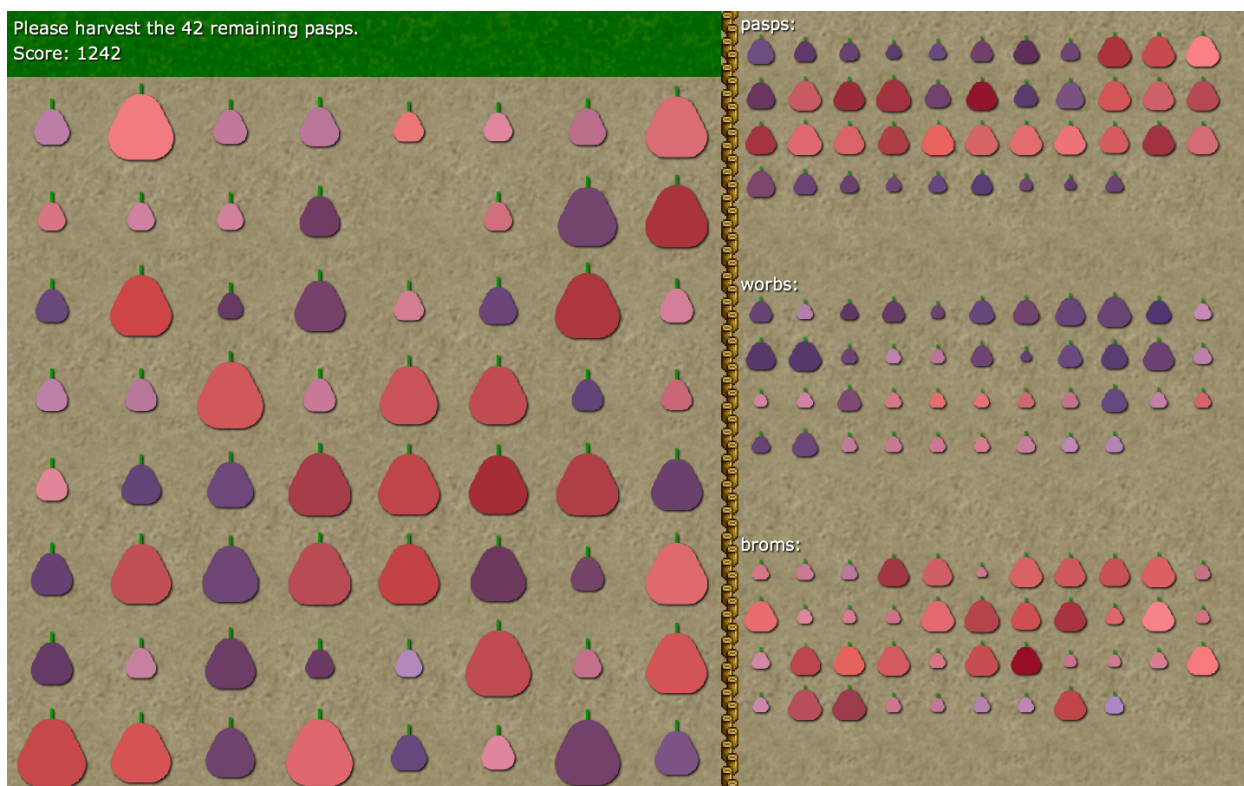 Please harvest the 42 remaining pasps.
Score: 1242
pasps:
worbs:
broms: